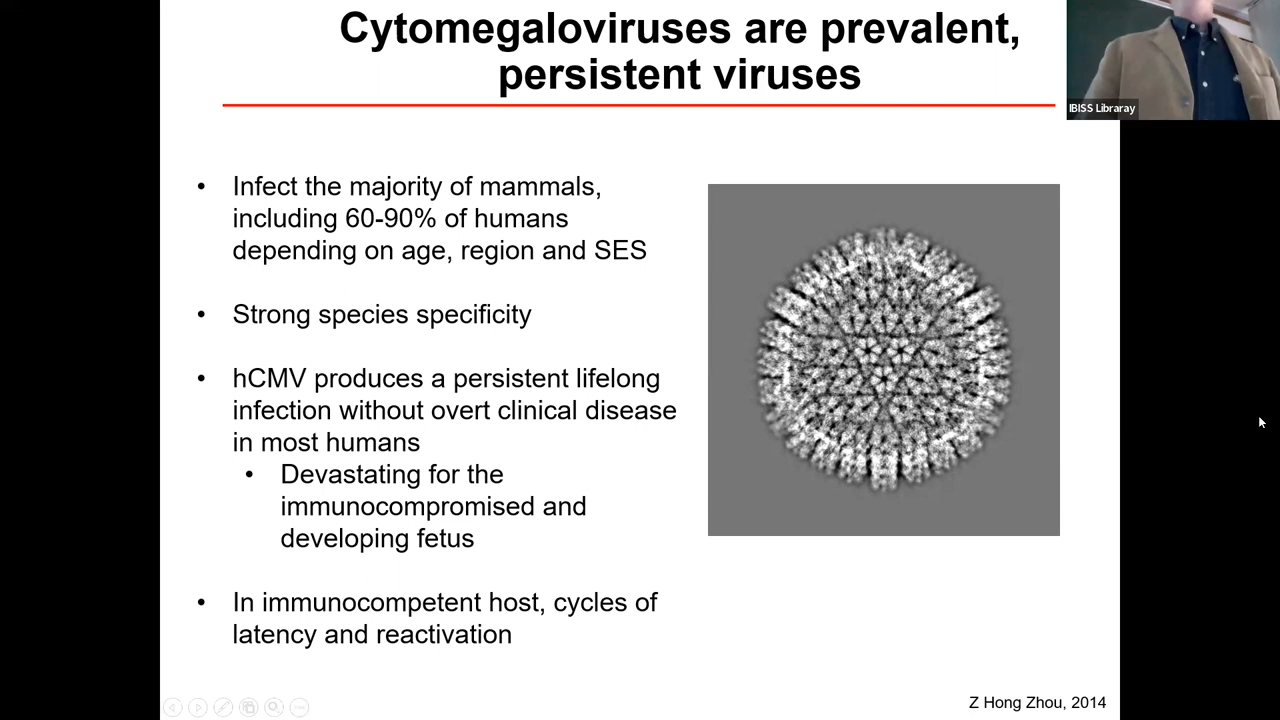 Cytomegaloviruses are prevalent,
persistent viruses
IBISS Libraray
• Infect the majority of mammals,
including 60-90% of humans
depending on age, region and SES
• Strong species specificity
• hCMV produces a persistent lifelong
infection without overt clinical disease
in most humans
• Devastating for the
immunocompromised and
developing fetus
• In immunocompetent host, cycles of
latency and reactivation
Z Hong Zhou, 2014